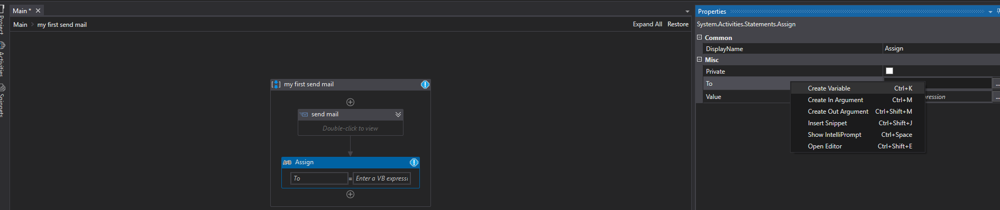 Main *
Main > my first send mail
Expand All Restore
Project
Activities
Snippets
my first send mail
send mail
Double-click to view
Assign
To = Enter a VB expressi
Properties
System.Activities.Statements.Assign
Common
DisplayName Assign
Misc
Private
To ...
Value ression ...
Create Variable Ctrl+K
Create In Argument Ctrl+M
Create Out Argument Ctrl+Shift+M
Insert Snippet Ctrl+Shift+J
Show IntelliPrompt Ctrl+Space
Open Editor Ctrl+Shift+E